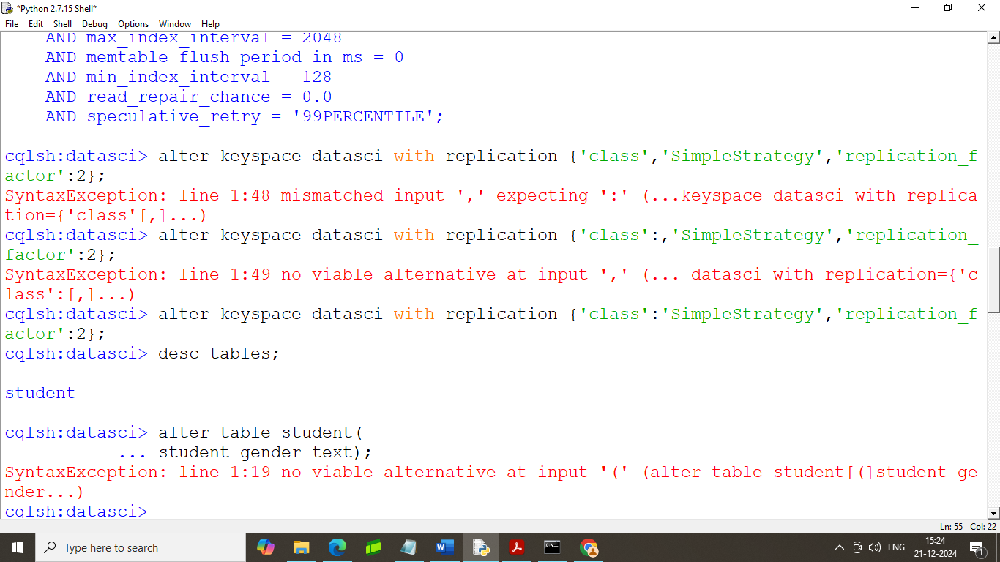 *Python 2.7.15 Shell*
File Edit Shell Debug Options Window Help
AND max_index_interval = 2048
AND memtable_flush_period_in_ms = 0
AND min_index_interval = 128
AND read_repair_chance = 0.0
AND speculative_retry = '99PERCENTILE';
cqlsh:datasci> alter keyspace datasci with replication={'class','SimpleStrategy','replication_f
actor':2};
SyntaxException: line 1:48 mismatched input ',' expecting ':' (...keyspace datasci with replica
tion={'class'[,]...)
cqlsh:datasci> alter keyspace datasci with replication={'class':,'SimpleStrategy','replication_
factor':2};
SyntaxException: line 1:49 no viable alternative at input ',' (... datasci with replication={'c
lass':[,]...)
cqlsh:datasci> alter keyspace datasci with replication={'class':'SimpleStrategy','replication_f
actor':2};
cqlsh:datasci> desc tables;
student
cqlsh:datasci> alter table student(
... student_gender text);
SyntaxException: line 1:19 no viable alternative at input '(' (alter table student[(]student_ge
nder...)
cqlsh:datasci>
Ln: 55 Col: 22
Type here to search
ENG
15:24
21-12-2024
1